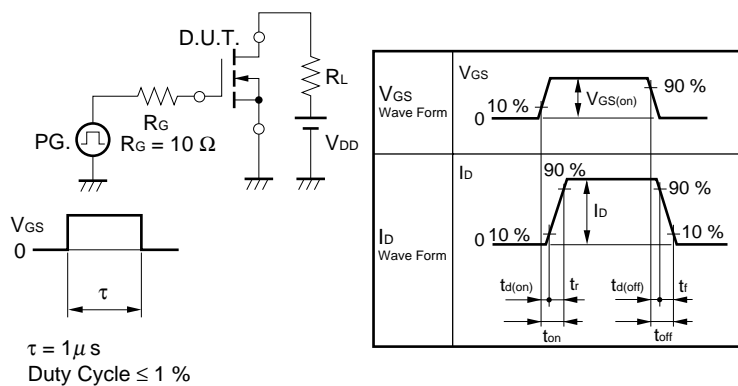 D.U.T.
RL
RG
PG.
RG = 10 Ω
VDD
VGS
0
τ
τ = 1μ s
Duty Cycle ≤ 1 %
VGS
Wave Form
VGS
10 %
0
VGS(on)
90 %
ID
Wave Form
ID
90 %
90 %
0
10 %
ID
10 %
td(on)
tr
td(off)
tf
ton
toff